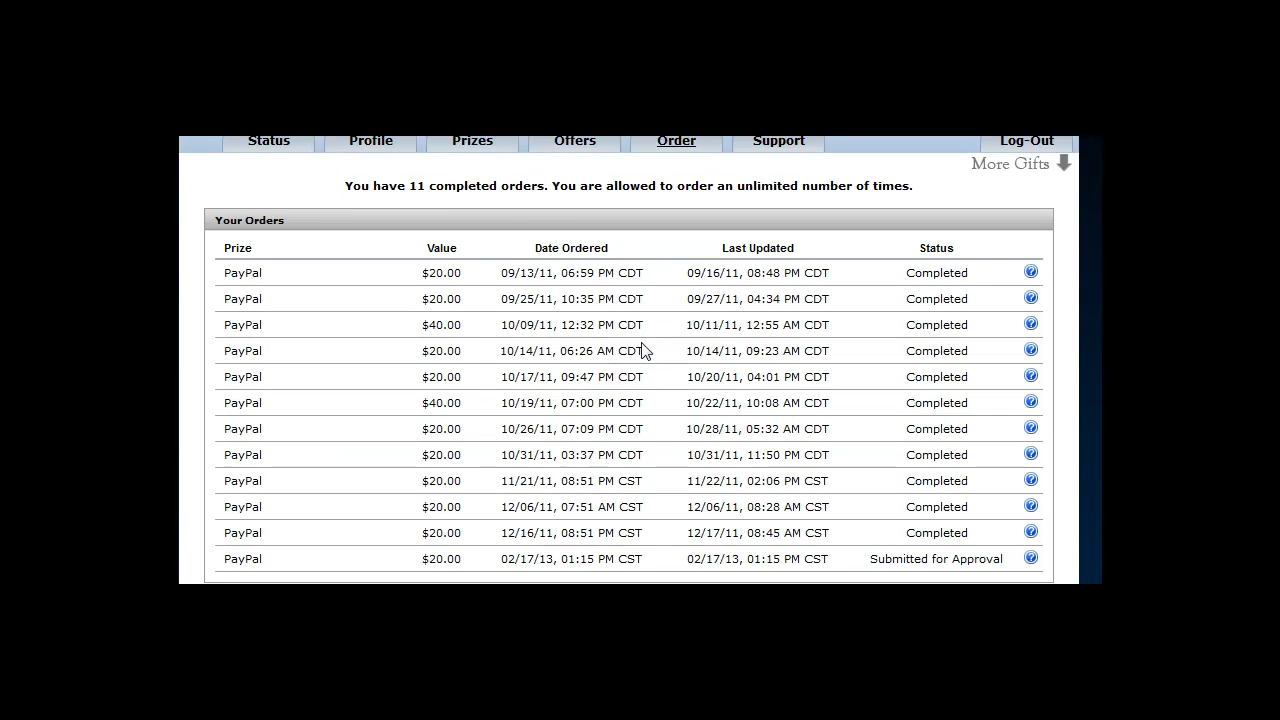 Status Profile Prizes Offers Order Support Log-Out
More Gifts
You have 11 completed orders. You are allowed to order an unlimited number of times.
Your Orders
Prize Value Date Ordered Last Updated Status
PayPal $20.00 09/13/11, 06:59 PM CDT 09/16/11, 08:48 PM CDT Completed
PayPal $20.00 09/25/11, 10:35 PM CDT 09/27/11, 04:34 PM CDT Completed
PayPal $40.00 10/09/11, 12:32 PM CDT 10/11/11, 12:55 AM CDT Completed
PayPal $20.00 10/14/11, 06:26 AM CDT 10/14/11, 09:23 AM CDT Completed
PayPal $20.00 10/17/11, 09:47 PM CDT 10/20/11, 04:01 PM CDT Completed
PayPal $40.00 10/19/11, 07:00 PM CDT 10/22/11, 10:08 AM CDT Completed
PayPal $20.00 10/26/11, 07:09 PM CDT 10/28/11, 05:32 AM CDT Completed
PayPal $20.00 10/31/11, 03:37 PM CDT 10/31/11, 11:50 PM CDT Completed
PayPal $20.00 11/21/11, 08:51 PM CST 11/22/11, 02:06 PM CST Completed
PayPal $20.00 12/06/11, 07:51 AM CST 12/06/11, 08:28 AM CST Completed
PayPal $20.00 12/16/11, 08:51 PM CST 12/17/11, 08:45 AM CST Completed
PayPal $20.00 02/17/13, 01:15 PM CST 02/17/13, 01:15 PM CST Submitted for Approval